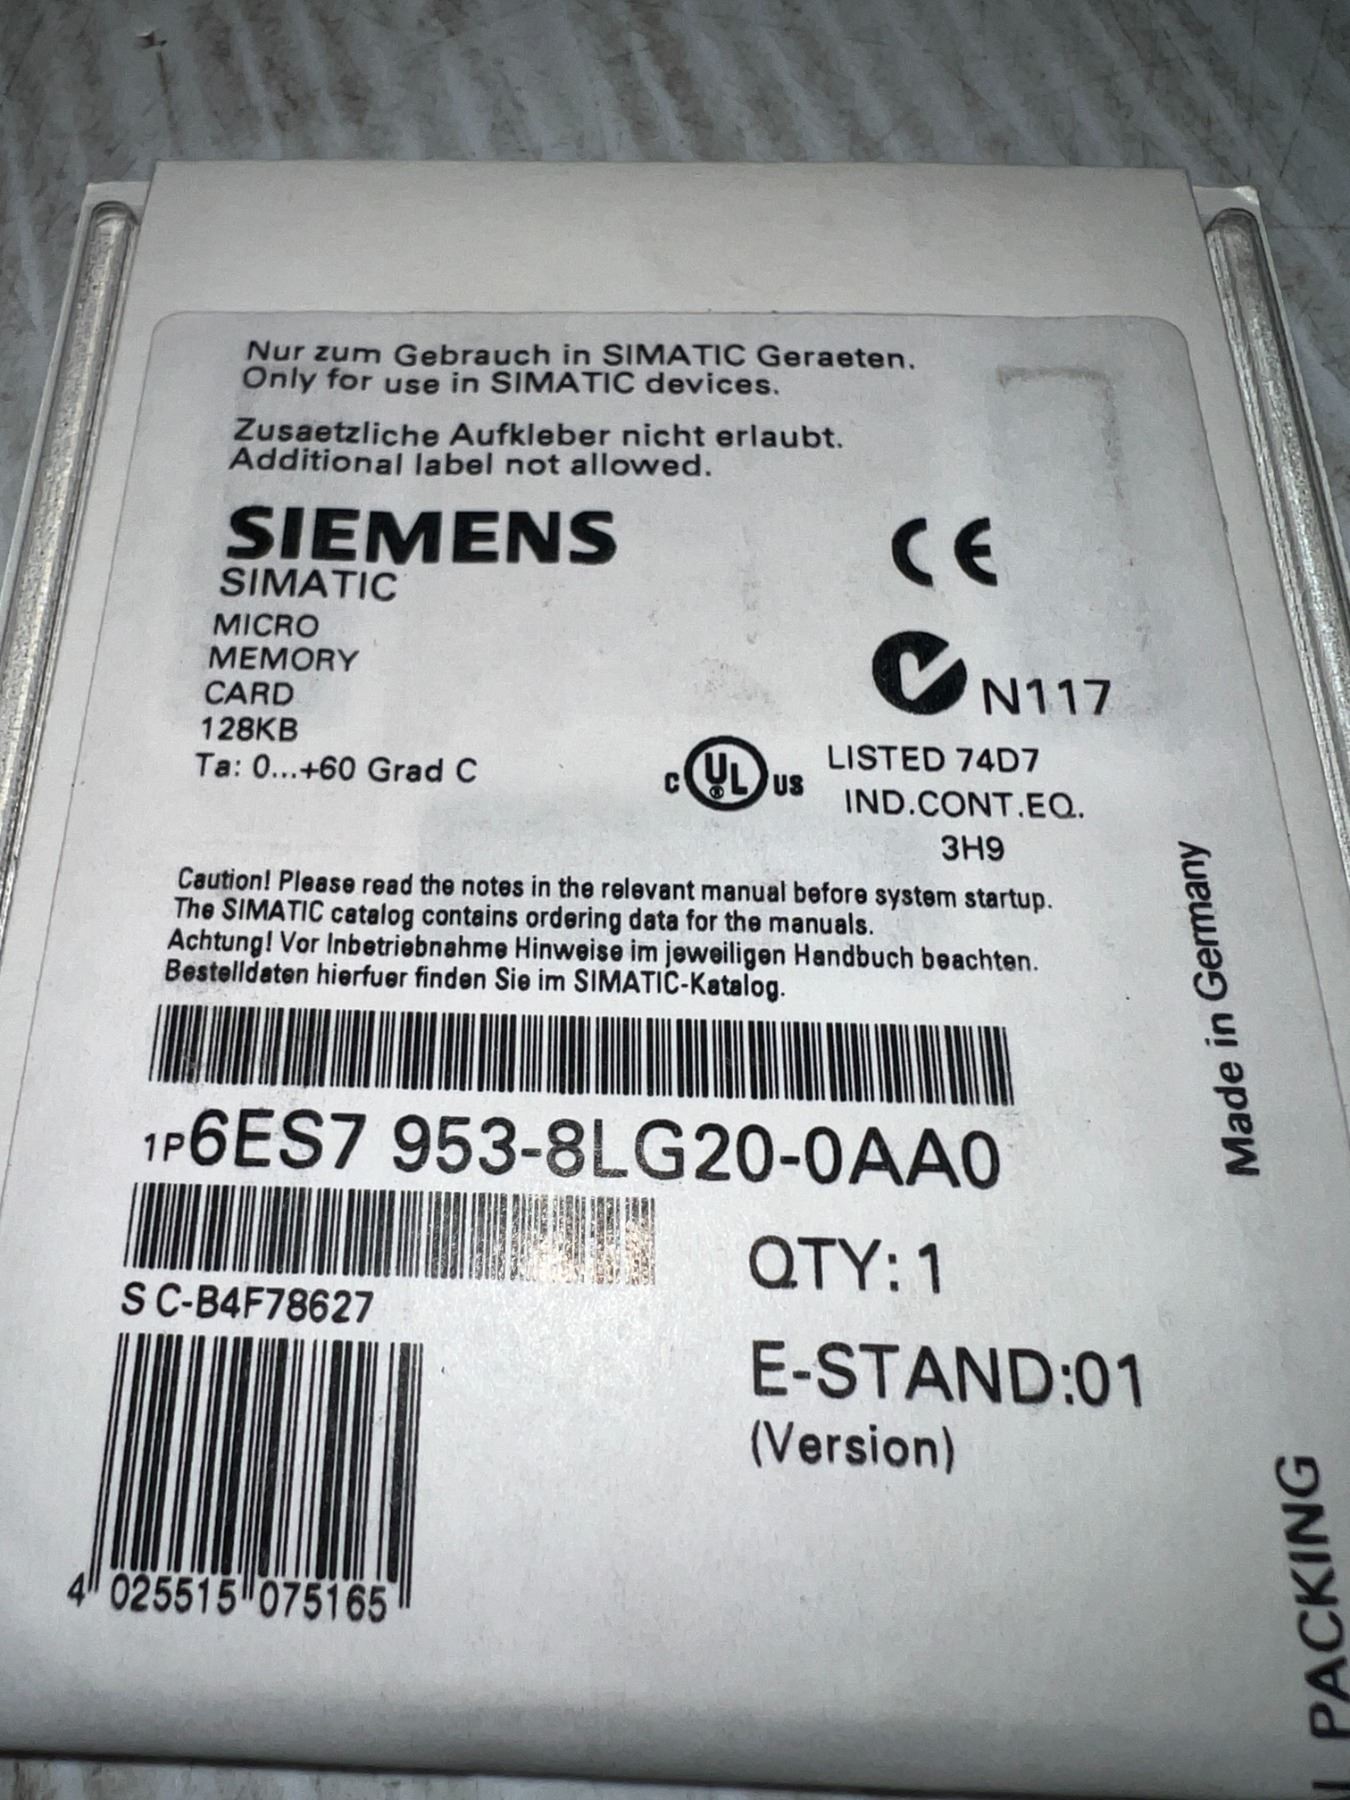 Nur zum Gebrauch in SIMATIC Geraeten.
Only for use in SIMATIC devices.
Zusaetzliche Aufkleber nicht erlaubt.
Additional label not allowed.
SIEMENS
SIMATIC
MICRO
MEMORY
CARD
128KB
Ta: 0...+60 Grad C
CE
N117
C UL ® US
LISTED 74D7
IND.CONT.EQ.
3H9
Caution! Please read the notes in the relevant manual before system startup.
The SIMATIC catalog contains ordering data for the manuals.
Achtung! Vor Inbetriebnahme Hinweise im jeweiligen Handbuch beachten.
Bestelldaten hierfuer finden Sie im SIMATIC-Katalog.
Made in Germany
1P6ES7 953-8LG20-0AA0
S C-B4F78627
QTY: 1
E-STAND:01
(Version)
4 025515 075165
PACKING